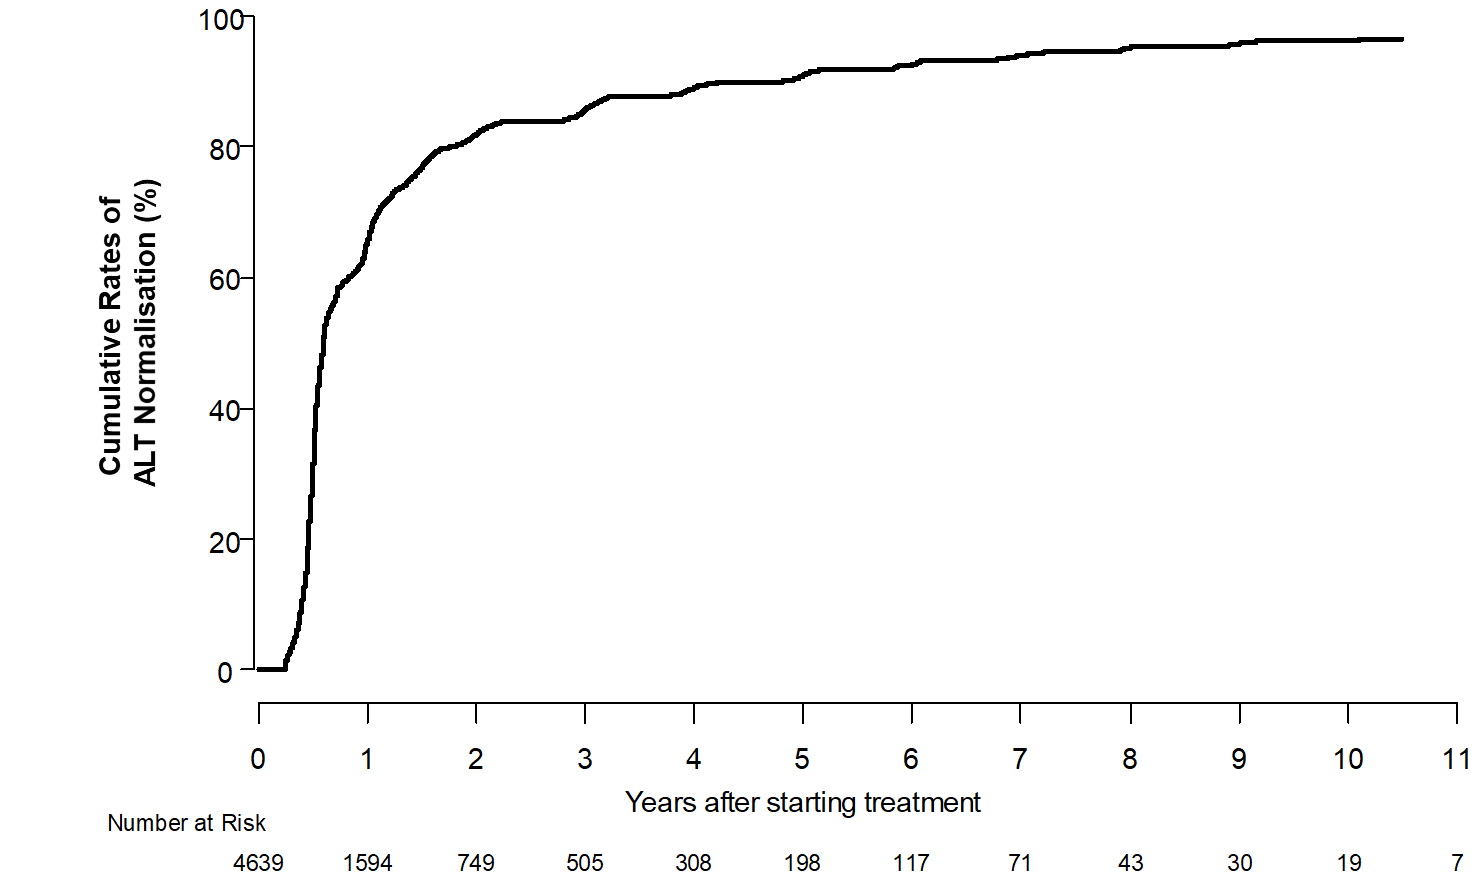 100
80
60
40
20
0
Cumulative Rates of
ALT Normalisation (%)
0 1 2 3 4 5 6 7 8 9 10 11
Years after starting treatment
Number at Risk
4639 1594 749 505 308 198 117 71 43 30 19 7